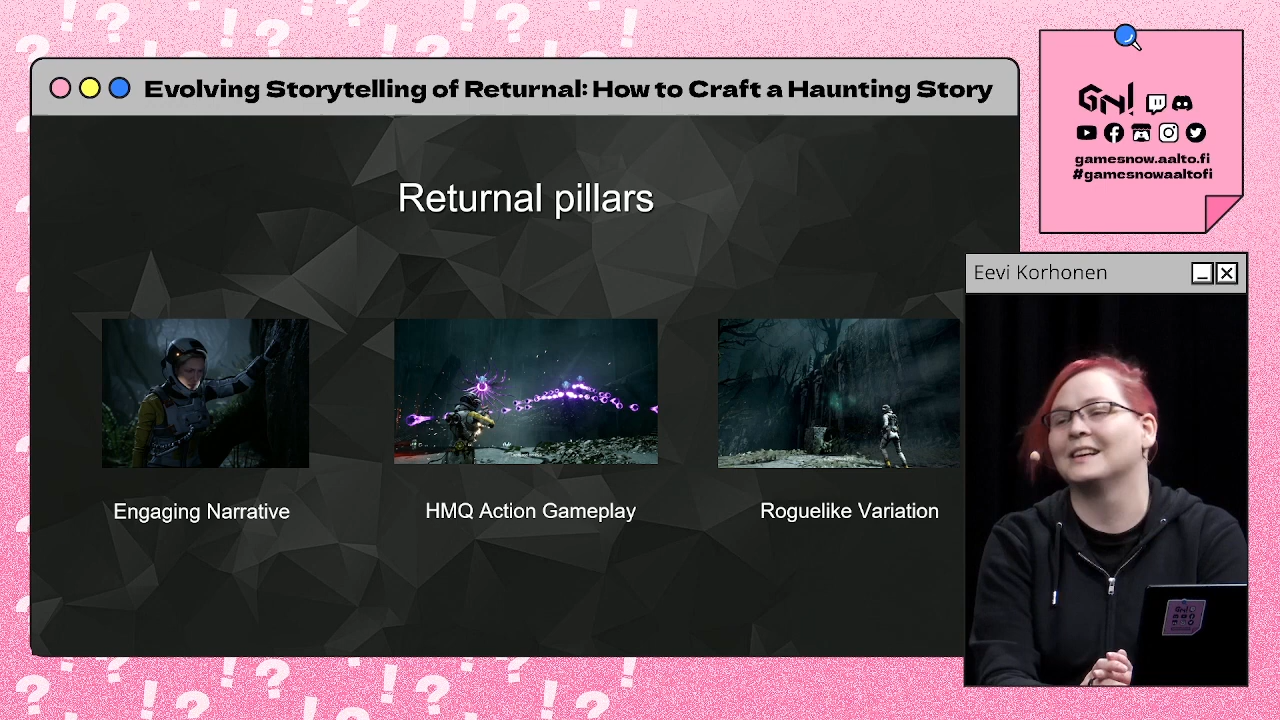 Evolving Storytelling of Returnal: How to Craft a Haunting Story
GN!
gamesnow.aalto.fi
#gamesnowaaltofi
Returnal pillars
Engaging Narrative
HMQ Action Gameplay
Roguelike Variation
Eevi Korhonen
GN!